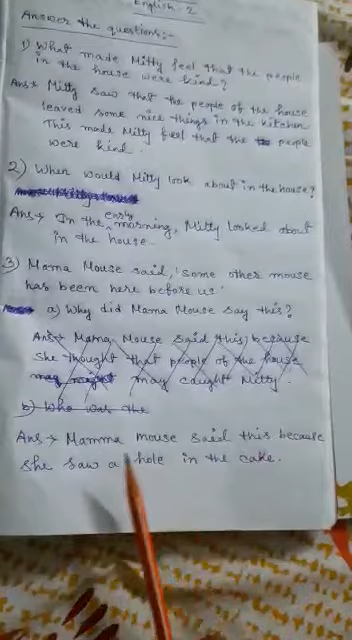 English-2
Answer the questions:-
1) What made Mitty feel that the people
in the house were kind?
Ans→ Mitty saw that the people of the house
leaved some nice things in the kitchen
This made Mitty feel that the people
were kind.
2) When would Mitty look about in the house?
Ans→ In the early morning, Mitty looked about
in the house.
3) Mama Mouse said, 'some other mouse
has been here before us'
a) Why did Mama Mouse say this?
Ans→ Mama Mouse said this because
she thought that people of the house
may might may caught Mitty.
b) Who was the
Ans→ Mamma mouse said this because
she saw a hole in the cake.